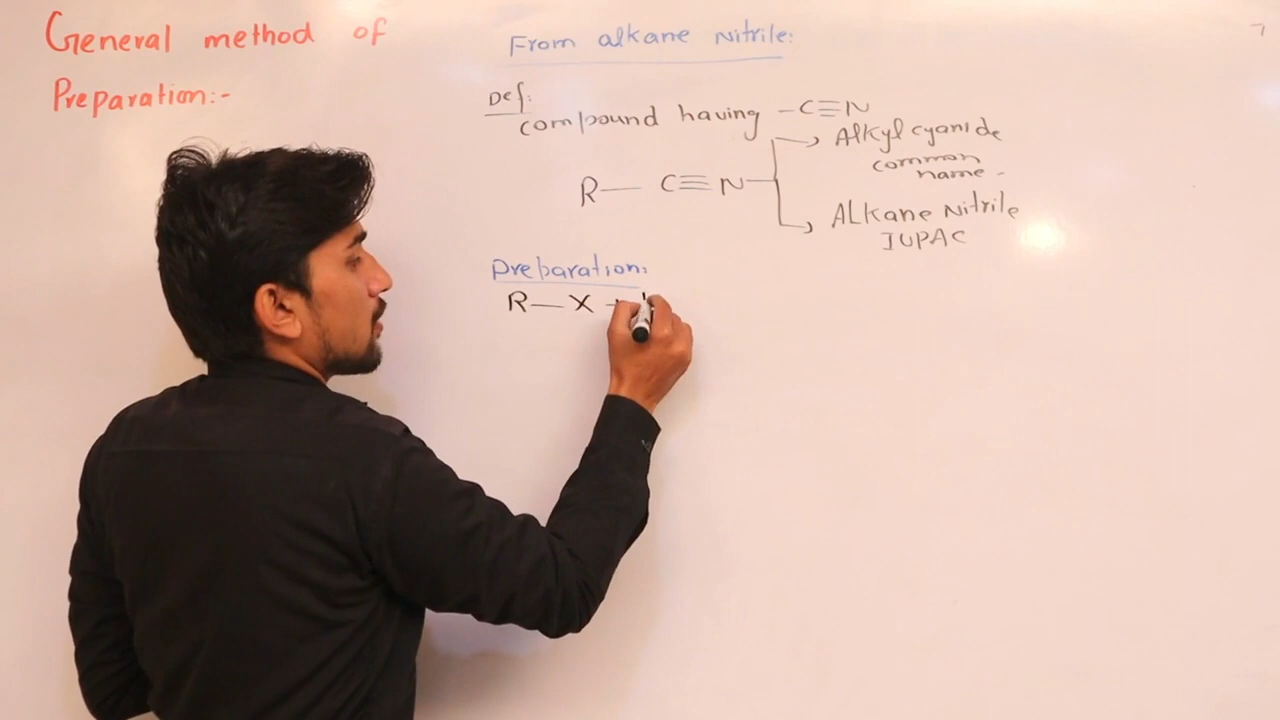 General method of
Preparation:-
From alkane Nitrile:
Def:
compound having -C≡N
Alkyl cyanide
common
name -
R— C≡N
Alkane Nitrile
IUPAC
Preparation:
R—X +